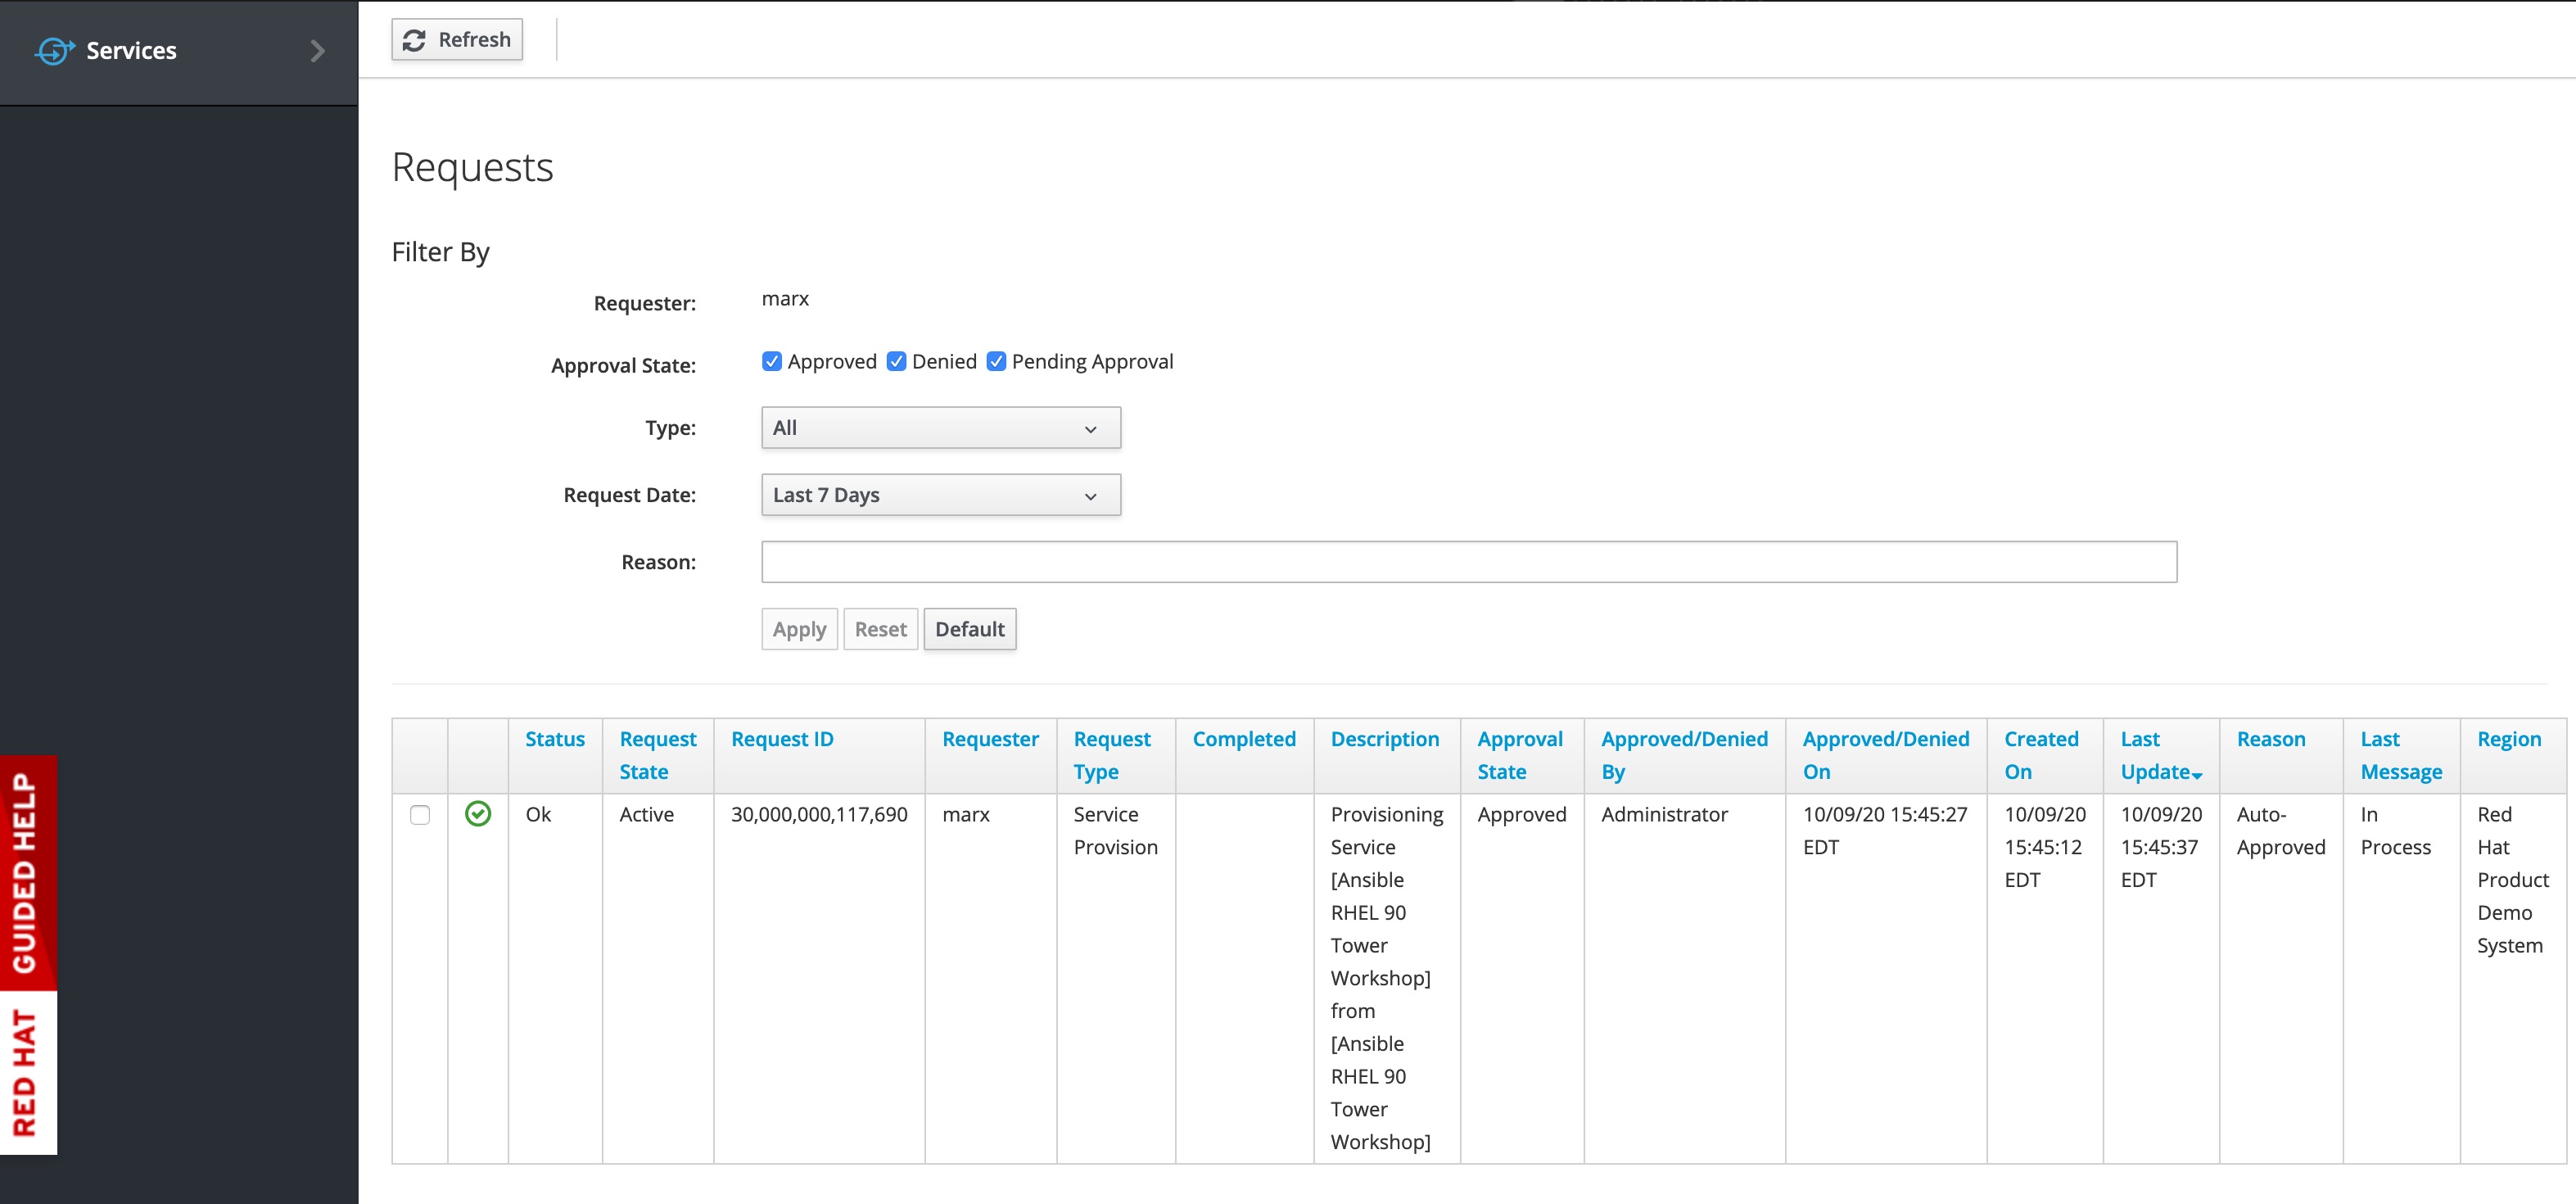 Services
Refresh
Requests
Filter By
Requester: marx
Approval State: Approved Denied Pending Approval
Type: All
Request Date: Last 7 Days
Reason:
Apply Reset Default
Status Request State Request ID Requester Request Type Completed Description Approval State Approved/Denied By Approved/Denied On Created On Last Update Reason Last Message Region
Ok Active 30,000,000,117,690 marx Service Provision Provisioning Service [Ansible RHEL 90 Tower Workshop] from [Ansible RHEL 90 Tower Workshop] Approved Administrator 10/09/20 15:45:27 EDT 10/09/20 15:45:12 EDT 10/09/20 15:45:37 EDT Auto-Approved In Process Red Hat Product Demo System
RED HAT GUIDED HELP